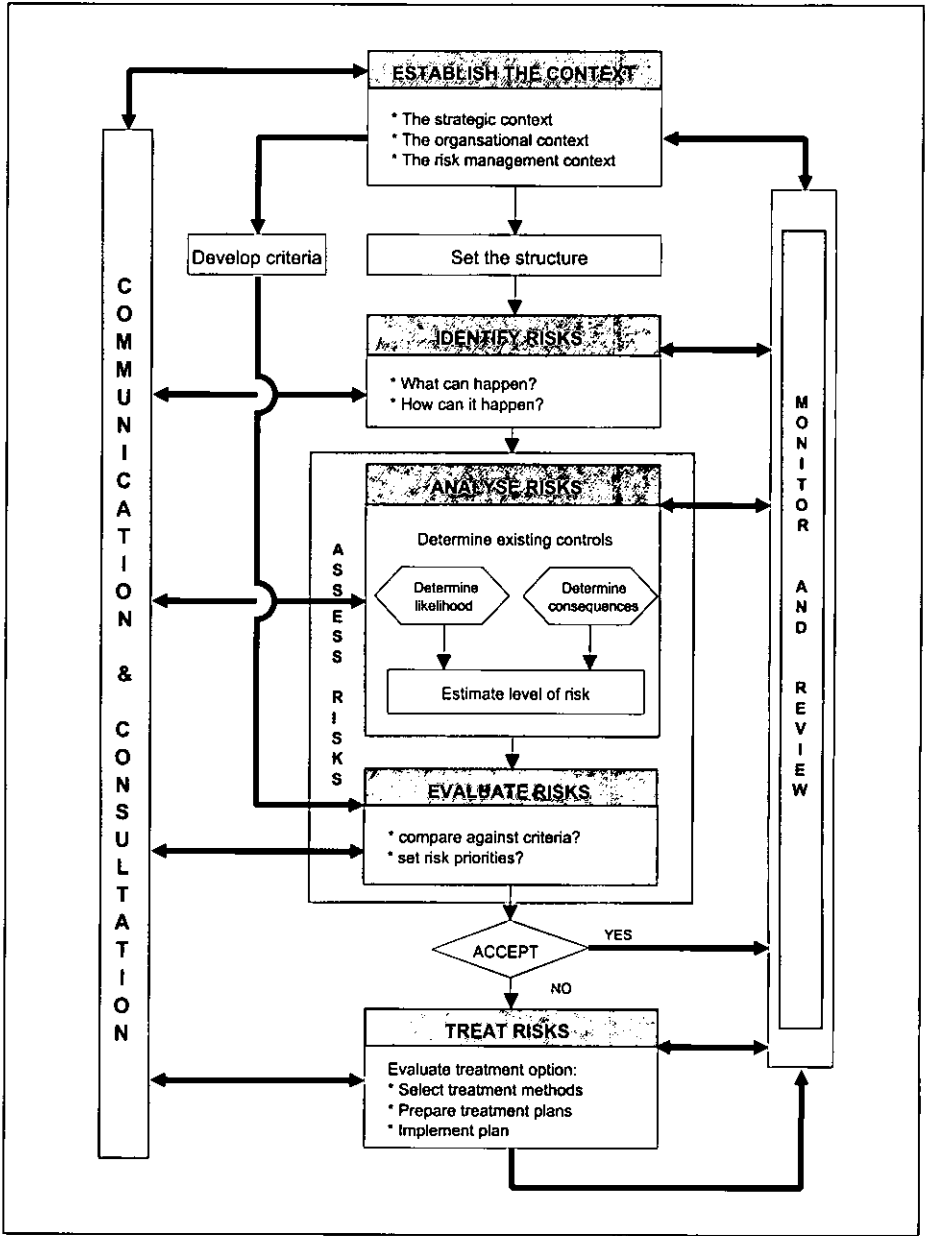 ESTABLISH THE CONTEXT
* The strategic context
* The organsational context
* The risk management context
Develop criteria
Set the structure
IDENTIFY RISKS
* What can happen?
* How can it happen?
ANALYSE RISKS
Determine existing controls
Determine
likelihood
Determine
consequences
Estimate level of risk
ASSESS RISKS
EVALUATE RISKS
* compare against criteria?
* set risk priorities?
ACCEPT
YES
NO
TREAT RISKS
Evaluate treatment option:
* Select treatment methods
* Prepare treatment plans
* Implement plan
COMMUNICATION & CONSULTATION
MONITOR AND REVIEW